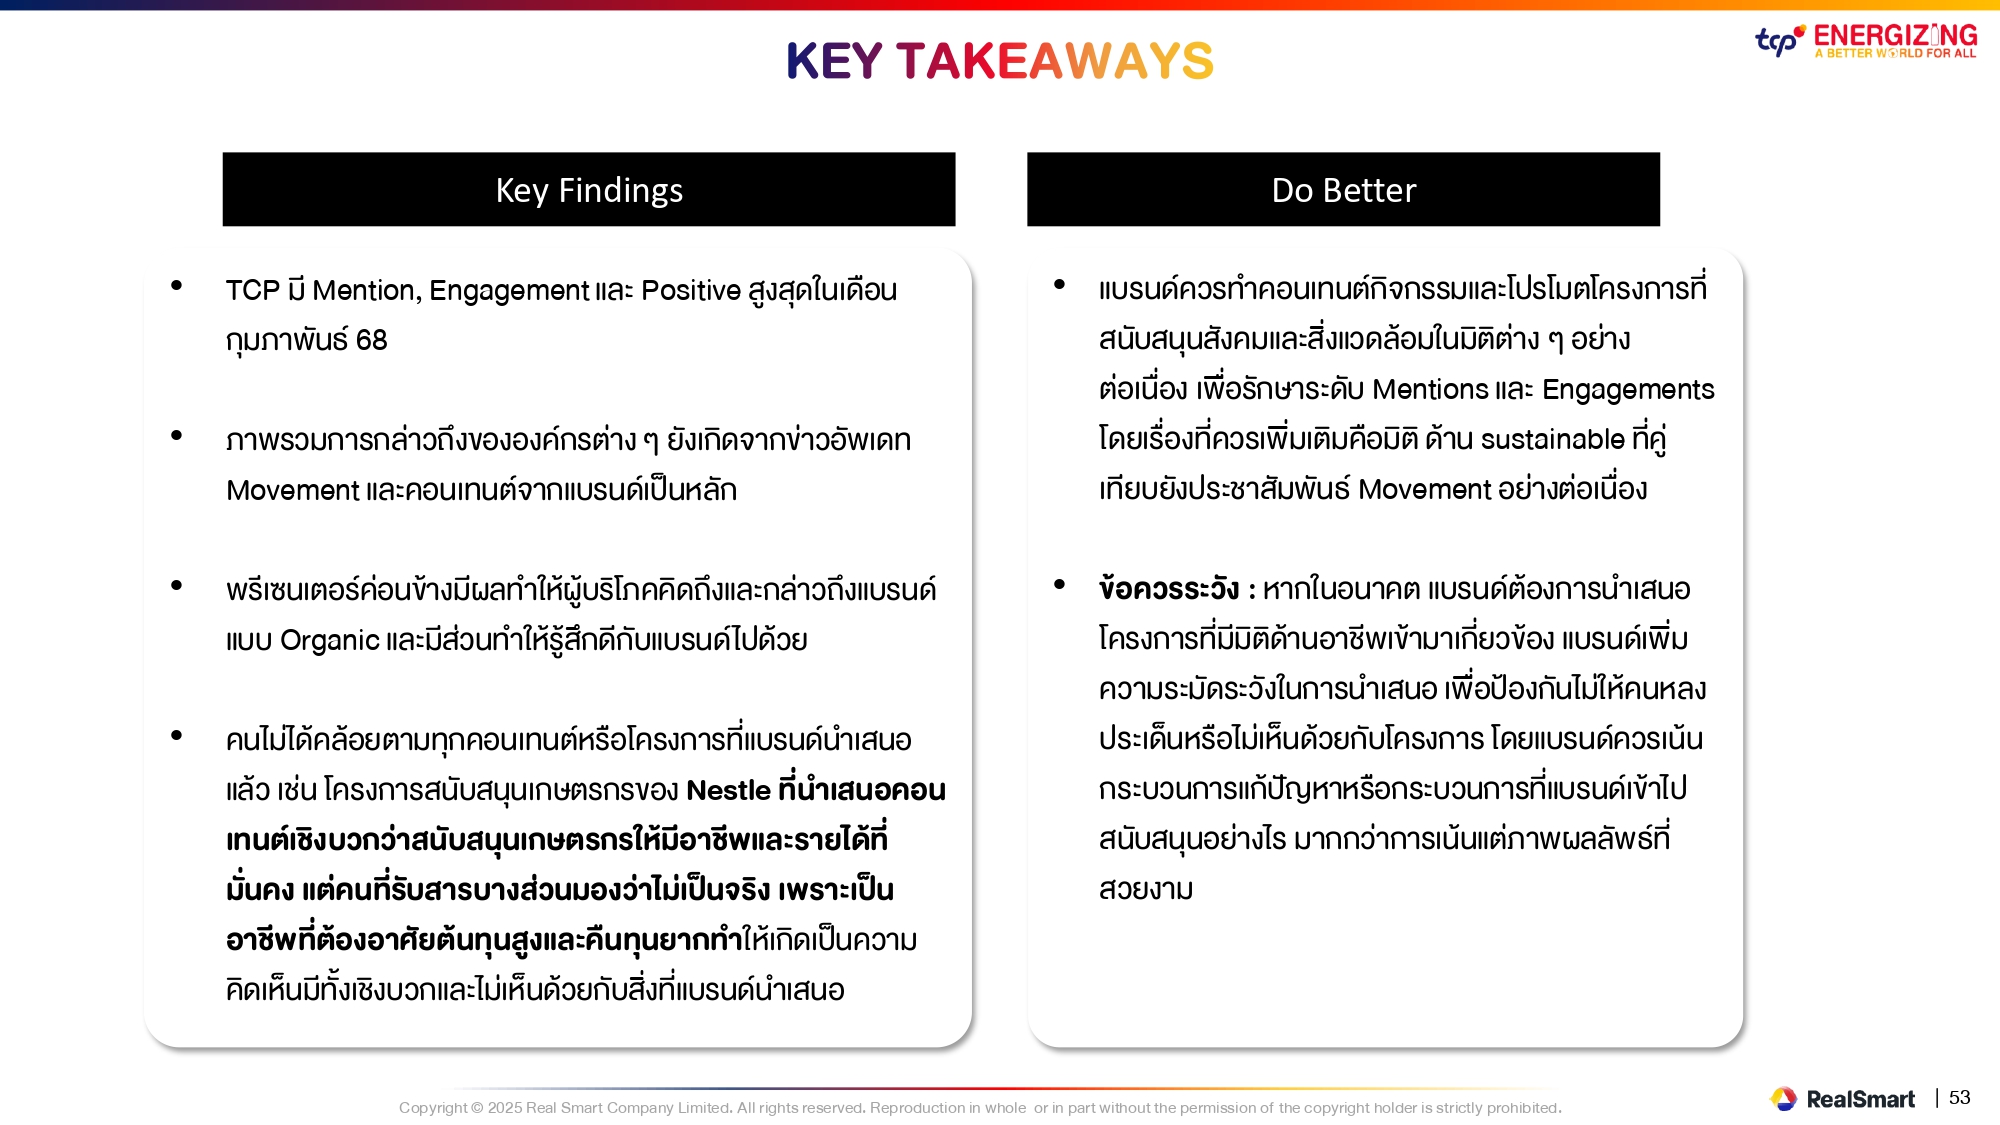 tcp ENERGIZING
A BETTER WORLD FOR ALL
KEY TAKEAWAYS
Key Findings
• TCP มี Mention, Engagement และ Positive สูงสุดในเดือน
กุมภาพันธ์ 68
• ภาพรวมการกล่าวถึงขององค์กรต่าง ๆ ยังเกิดจากข่าวอัพเดท
Movement และคอนเทนต์จากแบรนด์เป็นหลัก
• พรีเซนเตอร์ค่อนข้างมีผลทำให้ผู้บริโภคคิดถึงและกล่าวถึงแบรนด์
แบบ Organic และมีส่วนทำให้รู้สึกดีกับแบรนด์ไปด้วย
• คนไม่ได้คล้อยตามทุกคอนเทนต์หรือโครงการที่แบรนด์นำเสนอ
แล้ว เช่น โครงการสนับสนุนเกษตรกรของ Nestle ที่นำเสนอคอน
เทนต์เชิงบวกว่าสนับสนุนเกษตรกรให้มีอาชีพและรายได้ที่
มั่นคง แต่คนที่รับสารบางส่วนมองว่าไม่เป็นจริง เพราะเป็น
อาชีพที่ต้องอาศัยต้นทุนสูงและคืนทุนยากทำให้เกิดเป็นความ
คิดเห็นมีทั้งเชิงบวกและไม่เห็นด้วยกับสิ่งที่แบรนด์นำเสนอ
Do Better
• แบรนด์ควรทำคอนเทนต์กิจกรรมและโปรโมตโครงการที่
สนับสนุนสังคมและสิ่งแวดล้อมในมิติต่าง ๆ อย่าง
ต่อเนื่อง เพื่อรักษาระดับ Mentions และ Engagements
โดยเรื่องที่ควรเพิ่มเติมคือมิติ ด้าน sustainable ที่คู่
เทียบยังประชาสัมพันธ์ Movement อย่างต่อเนื่อง
• ข้อควรระวัง : หากในอนาคต แบรนด์ต้องการนำเสนอ
โครงการที่มีมิติด้านอาชีพเข้ามาเกี่ยวข้อง แบรนด์เพิ่ม
ความระมัดระวังในการนำเสนอ เพื่อป้องกันไม่ให้คนหลง
ประเด็นหรือไม่เห็นด้วยกับโครงการ โดยแบรนด์ควรเน้น
กระบวนการแก้ปัญหาหรือกระบวนการที่แบรนด์เข้าไป
สนับสนุนอย่างไร มากกว่าการเน้นแต่ภาพผลลัพธ์ที่
สวยงาม
Copyright © 2025 Real Smart Company Limited. All rights reserved. Reproduction in whole or in part without the permission of the copyright holder is strictly prohibited.
RealSmart | 53